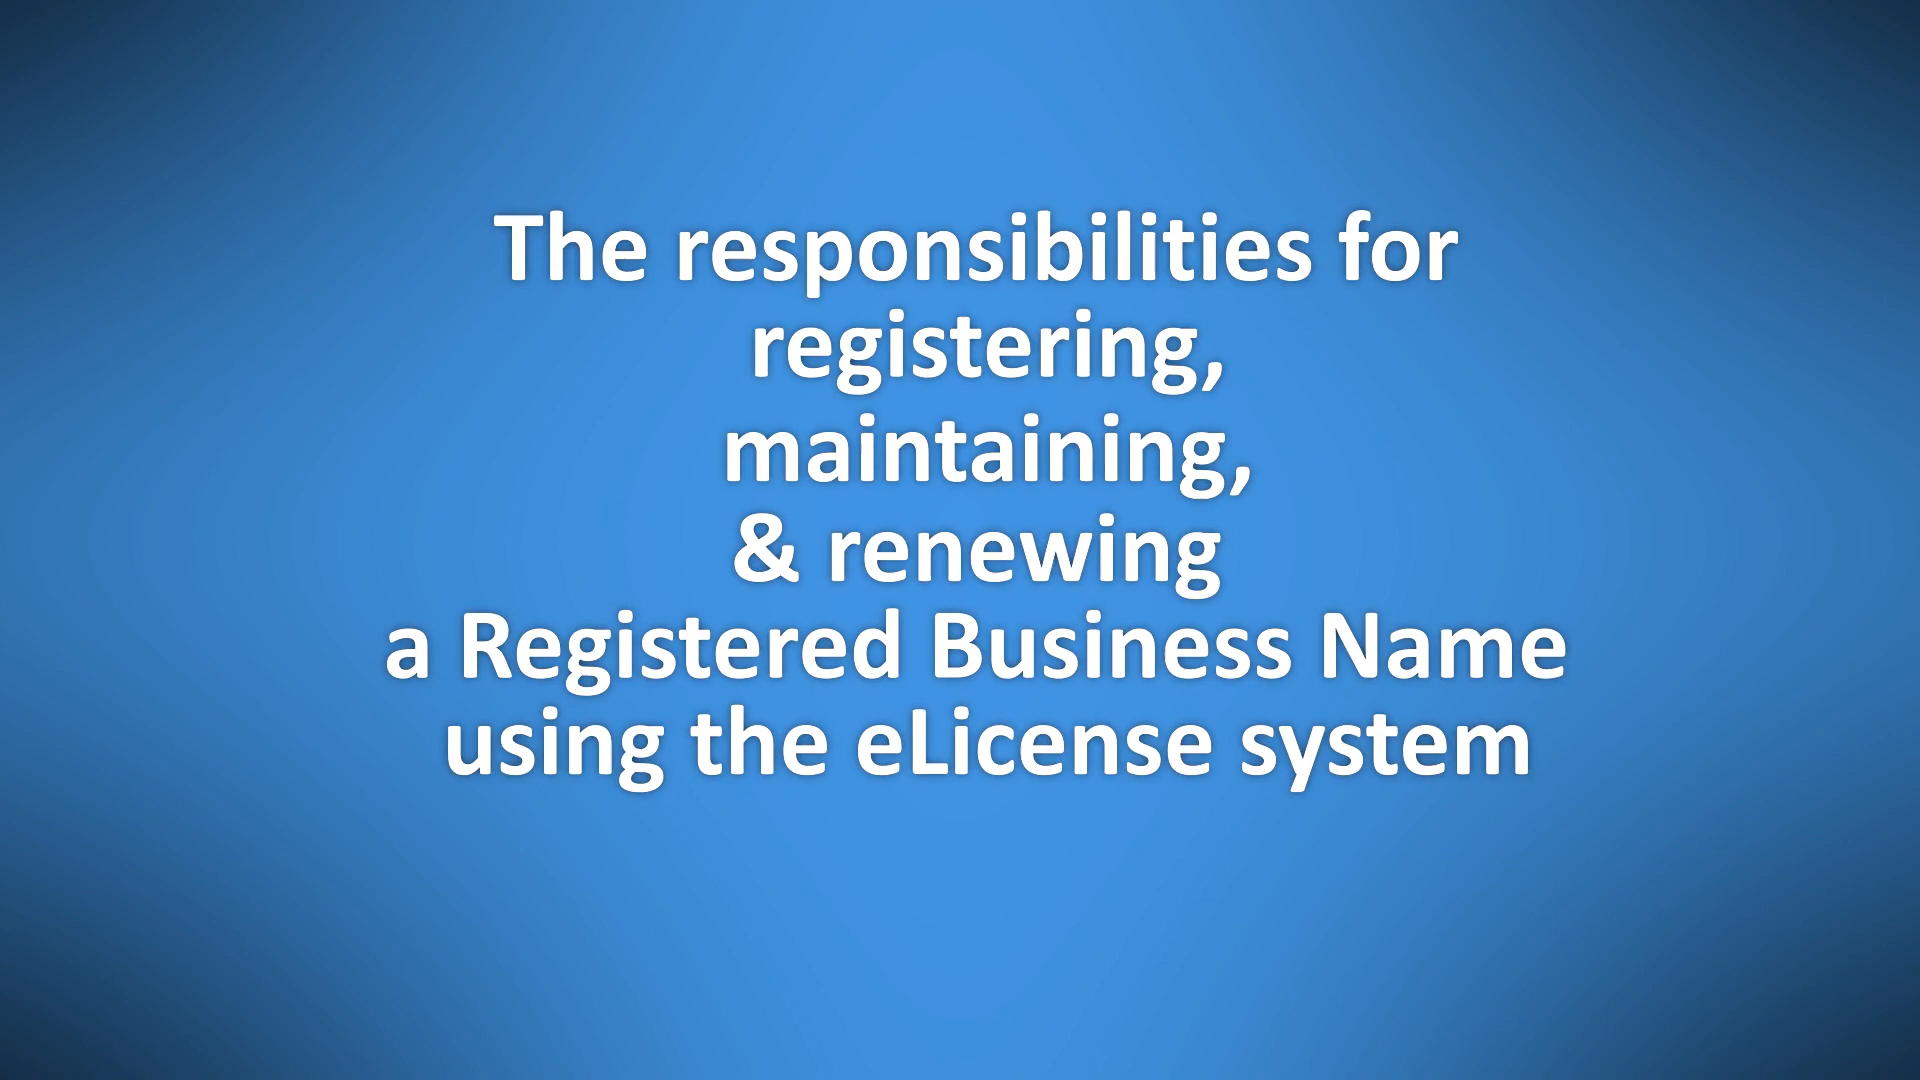 The responsibilities for
registering,
maintaining,
& renewing
a Registered Business Name
using the eLicense system